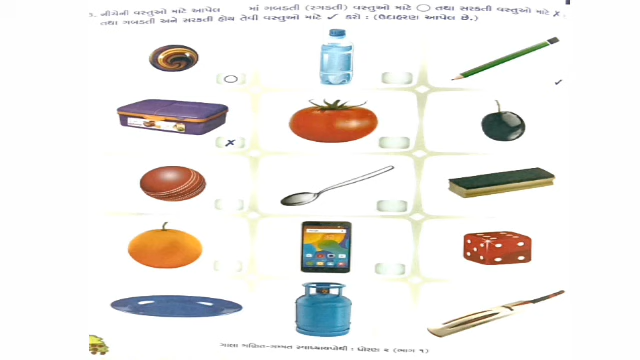 ૩. નીચેની વસ્તુઓ માટે આપેલ માં ગબડતી (રગડતી) વસ્તુઓ માટે ◯ તથા સરકતી વસ્તુઓ માટે ✗
તથા ગબડતી અને સરકતી હોય તેવી વસ્તુઓ માટે ✓ કરો : (ઉદાહરણ આપેલ છે.)
ગાલા ગણિત-ગમ્મત સ્વાધ્યાયપોથી : ધોરણ ૨ (ભાગ ૧)